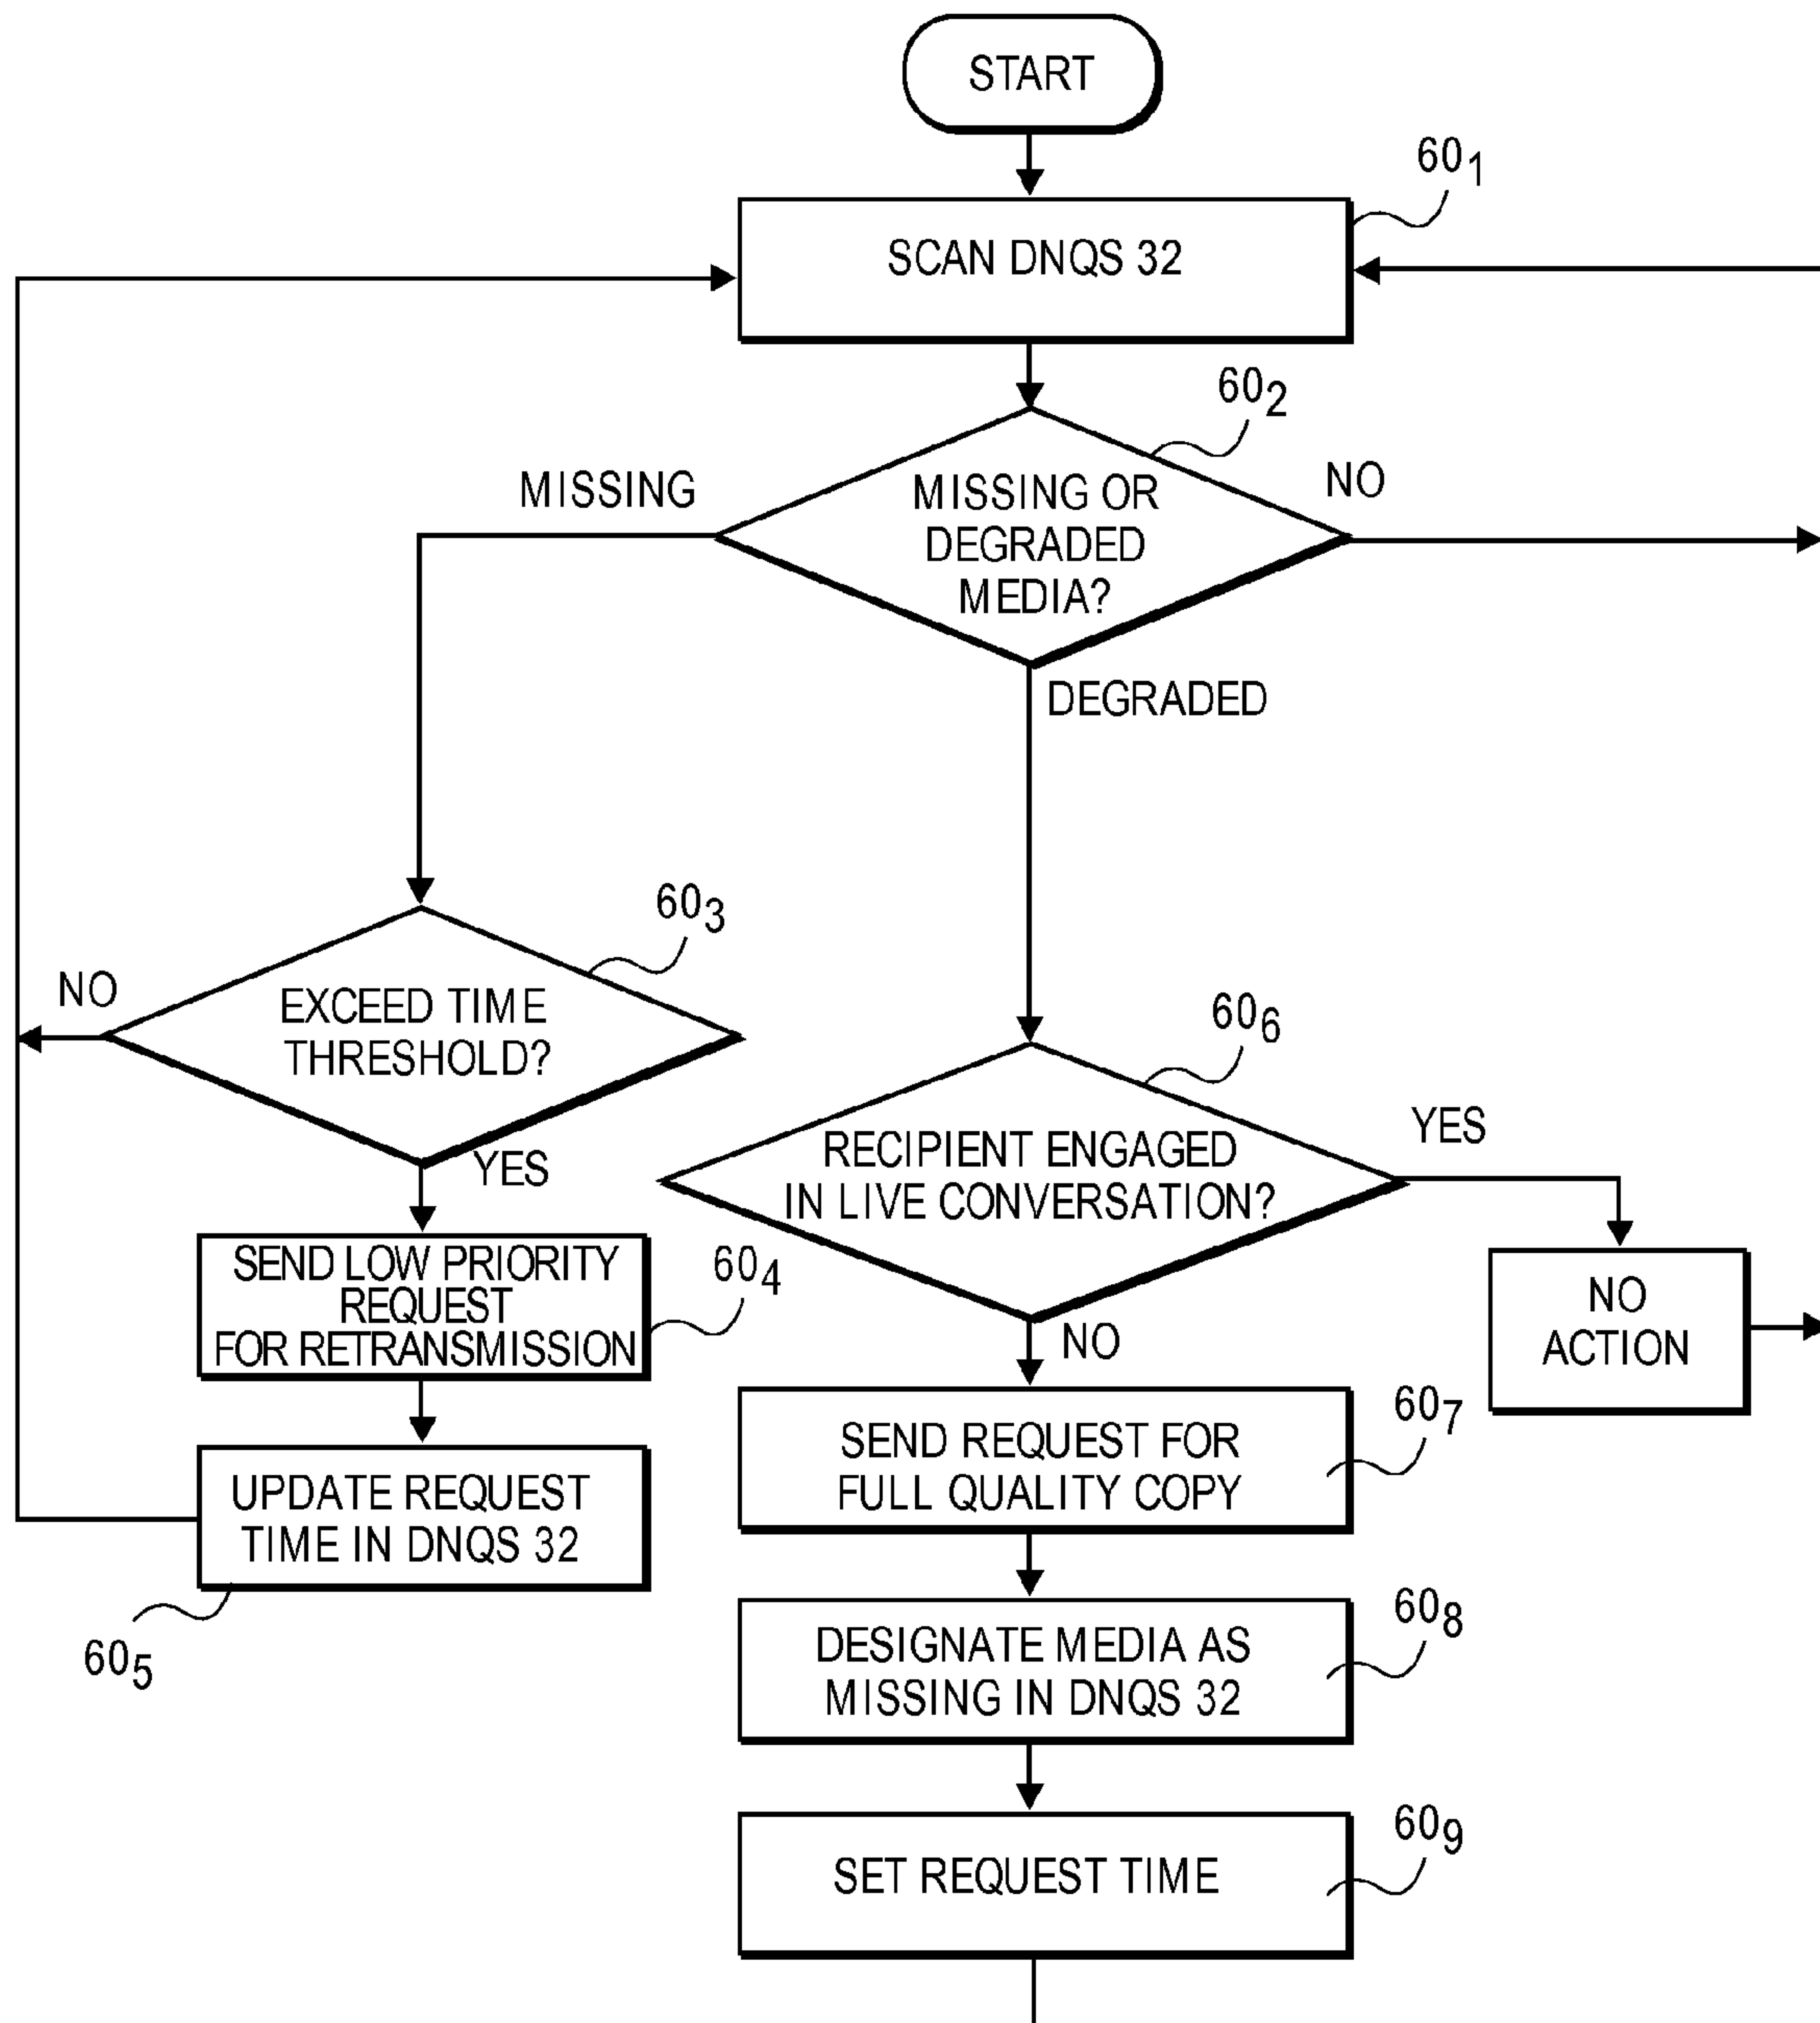 START
60₁
SCAN DNQS 32
60₂
MISSING
NO
MISSING OR
DEGRADED
MEDIA?
DEGRADED
60₃
NO
EXCEED TIME
THRESHOLD?
YES
60₆
YES
RECIPIENT ENGAGED
IN LIVE CONVERSATION?
NO
SEND LOW PRIORITY
REQUEST
FOR RETRANSMISSION
60₄
NO
ACTION
60₇
SEND REQUEST FOR
FULL QUALITY COPY
UPDATE REQUEST
TIME IN DNQS 32
60₅
60₈
DESIGNATE MEDIA AS
MISSING IN DNQS 32
60₉
SET REQUEST TIME